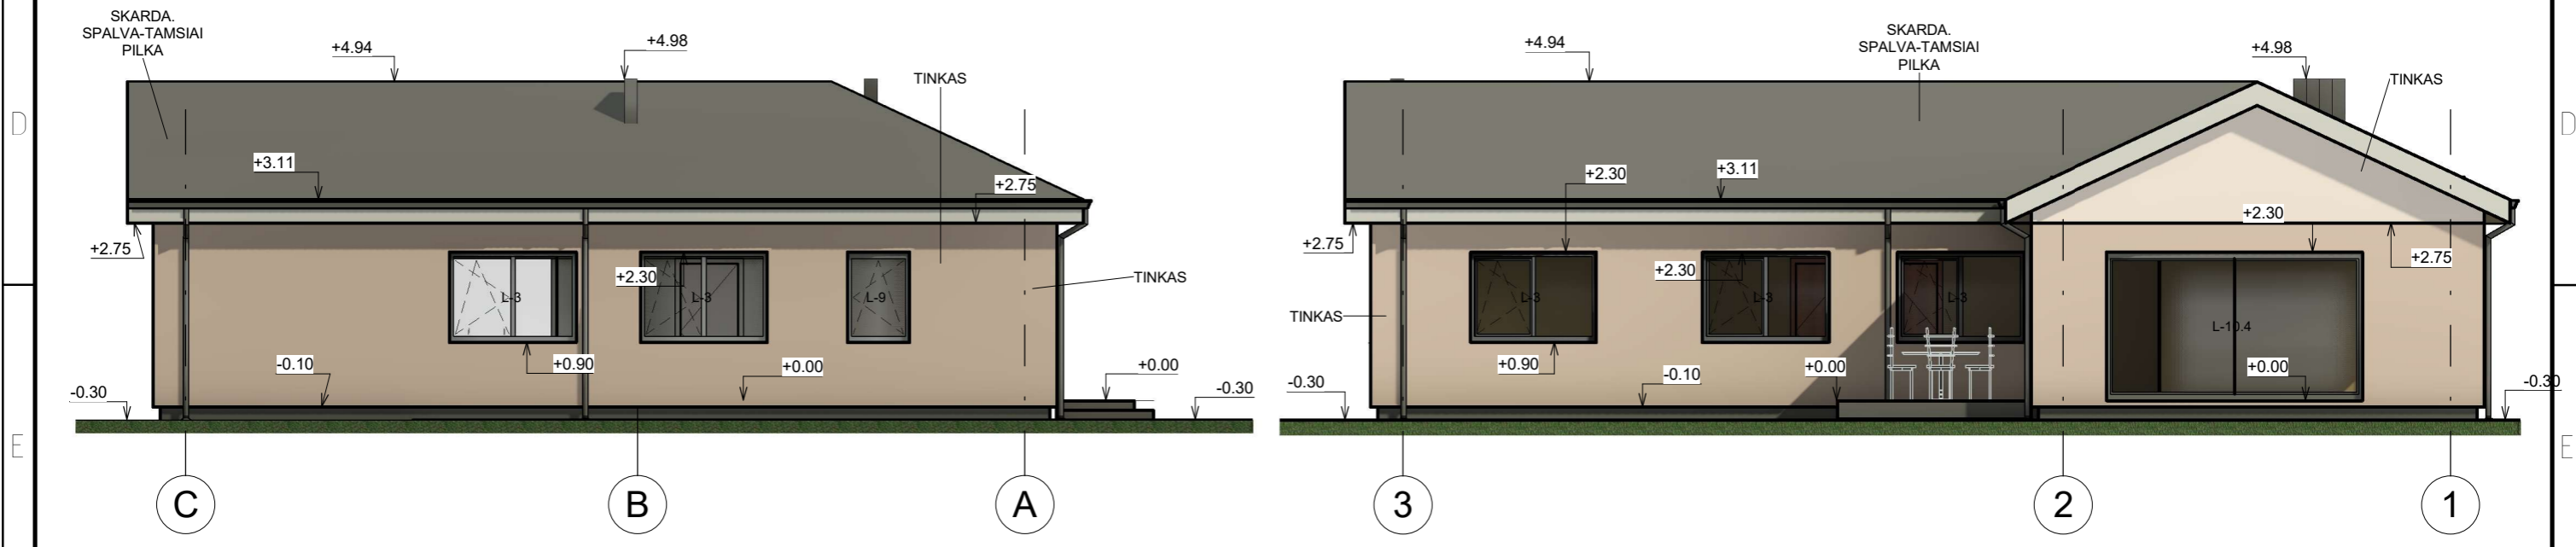 SKARDA.
SPALVA-TAMSIAI
PILKA
+4.94
+4.98
TINKAS
+3.11
+2.75
+2.75
+2.30
L-3
L-3
L-9
TINKAS
+0.90
+0.00
-0.10
+0.00
-0.30
-0.30
C
B
A
SKARDA.
SPALVA-TAMSIAI
PILKA
+4.94
+4.98
TINKAS
+2.30
+3.11
+2.30
+2.75
+2.75
+2.30
L-3
L-3
L-3
L-10.4
TINKAS
+0.90
-0.10
+0.00
+0.00
-0.30
-0.30
3
2
1
D
E
D
E